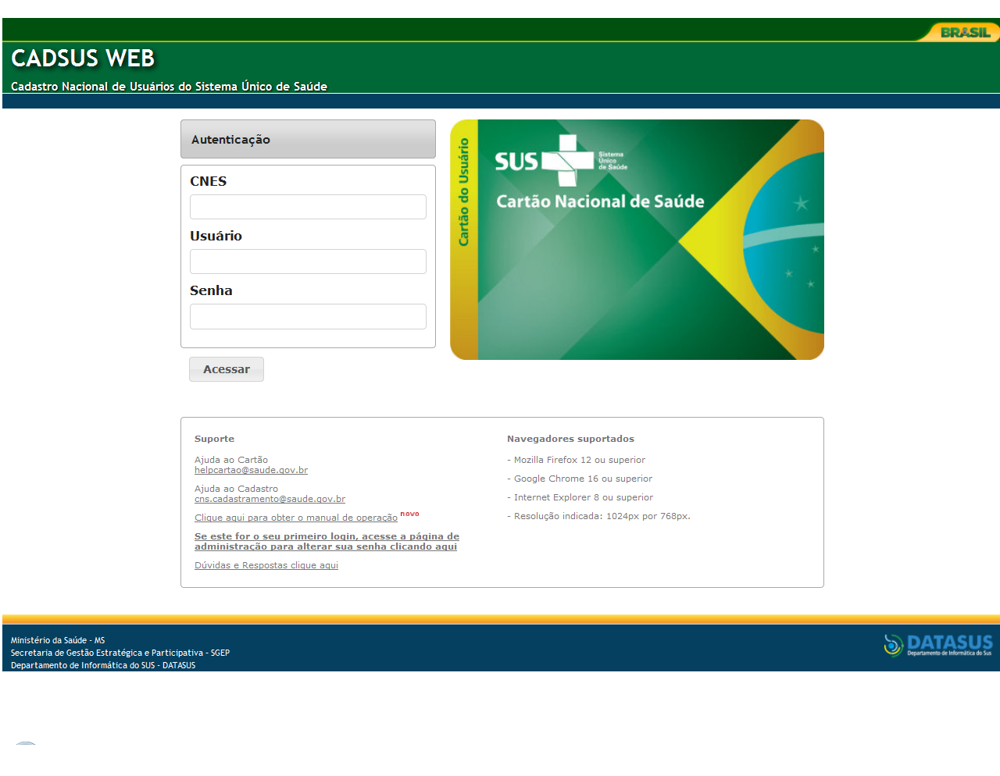 BRASIL
CADSUS WEB
Cadastro Nacional de Usuários do Sistema Único de Saúde
Autenticação
CNES
Usuário
Senha
Acessar
Cartão do Usuário
SUS
Sistema
Único
de Saúde
Cartão Nacional de Saúde
Suporte
Ajuda ao Cartão
helpcartao@saude.gov.br
Ajuda ao Cadastro
cns.cadastramento@saude.gov.br
Clique aqui para obter o manual de operação novo
Se este for o seu primeiro login, acesse a página de
administração para alterar sua senha clicando aqui
Dúvidas e Respostas clique aqui
Navegadores suportados
- Mozilla Firefox 12 ou superior
- Google Chrome 16 ou superior
- Internet Explorer 8 ou superior
- Resolução indicada: 1024px por 768px.
Ministério da Saúde - MS
Secretaria de Gestão Estratégica e Participativa - SGEP
Departamento de Informática do SUS - DATASUS
DATASUS
Departamento de Informática do Sus